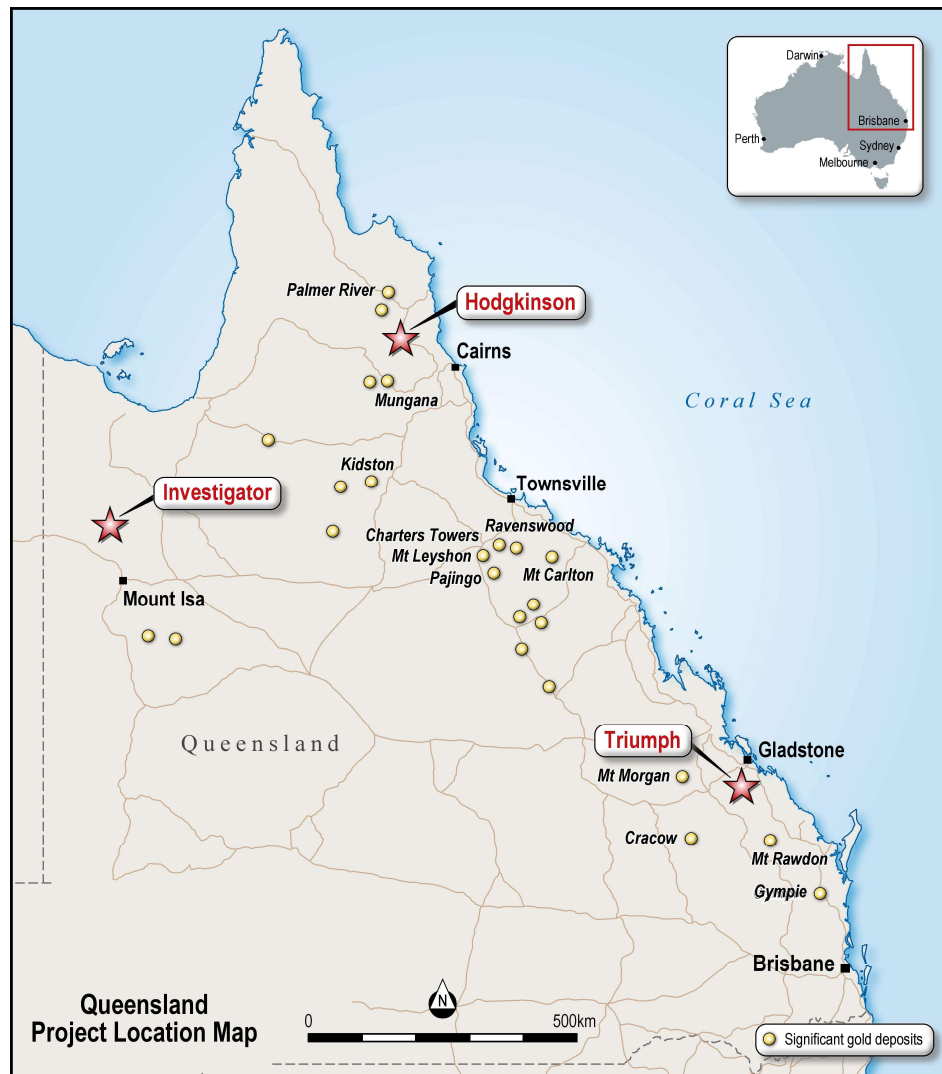 Darwin
Brisbane
Perth
Sydney
Melbourne
Palmer River
Hodgkinson
Cairns
Mungana
Coral Sea
Kidston
Investigator
Townsville
Ravenswood
Charters Towers
Mt Leyshon
Pajingo
Mt Carlton
Mount Isa
Queensland
Triumph
Gladstone
Mt Morgan
Cracow
Mt Rawdon
Gympie
Brisbane
Queensland
Project Location Map
N
0
500km
Significant gold deposits